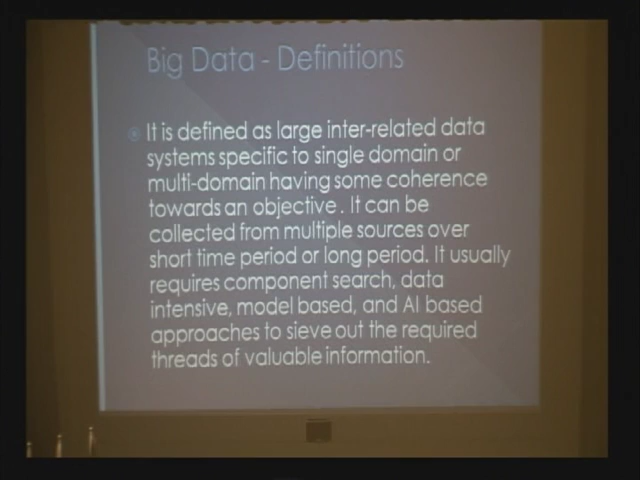 Big Data - Definitions
It is defined as large inter-related data
systems specific to single domain or
multi-domain having some coherence
towards an objective . It can be
collected from multiple sources over
short time period or long period. It usually
requires component search, data
intensive, model based, and AI based
approaches to sieve out the required
threads of valuable information.